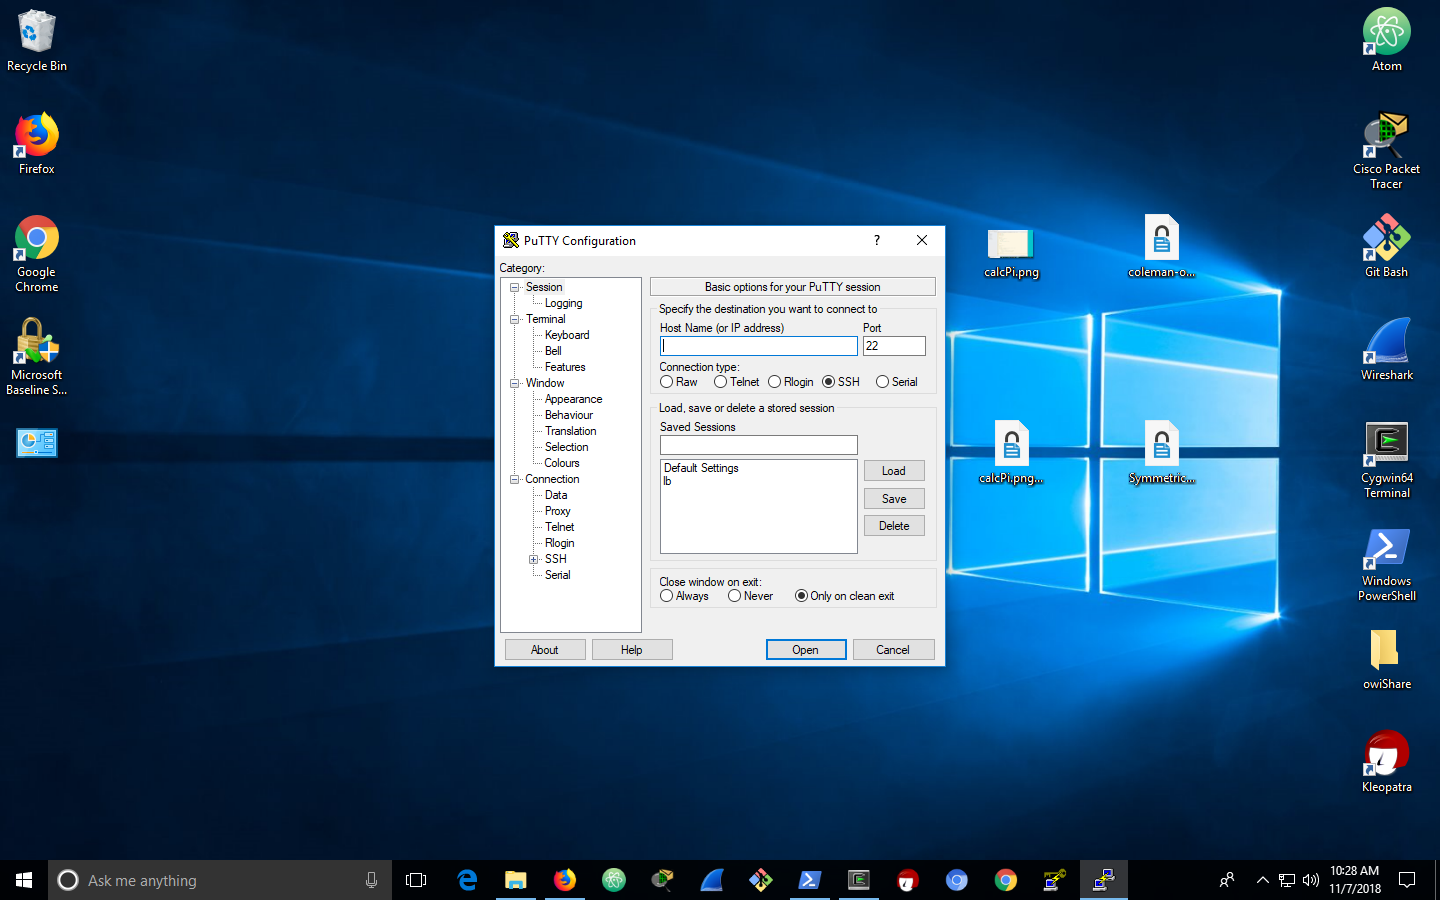 Recycle Bin
Firefox
Google
Chrome
Microsoft
Baseline S...
PuTTY Configuration
?
Category:
Session
Logging
Terminal
Keyboard
Bell
Features
Window
Appearance
Behaviour
Translation
Selection
Colours
Connection
Data
Proxy
Telnet
Rlogin
SSH
Serial
Basic options for your PuTTY session
Specify the destination you want to connect to
Host Name (or IP address) Port
22
Connection type:
Raw Telnet Rlogin SSH Serial
Load, save or delete a stored session
Saved Sessions
Default Settings
lb
Load
Save
Delete
Close window on exit:
Always Never Only on clean exit
About Help Open Cancel
calcPi.png
coleman-o...
calcPi.png...
Symmetric...
Atom
Cisco Packet
Tracer
Git Bash
Wireshark
Cygwin64
Terminal
Windows
PowerShell
owiShare
Kleopatra
Ask me anything
10:28 AM
11/7/2018